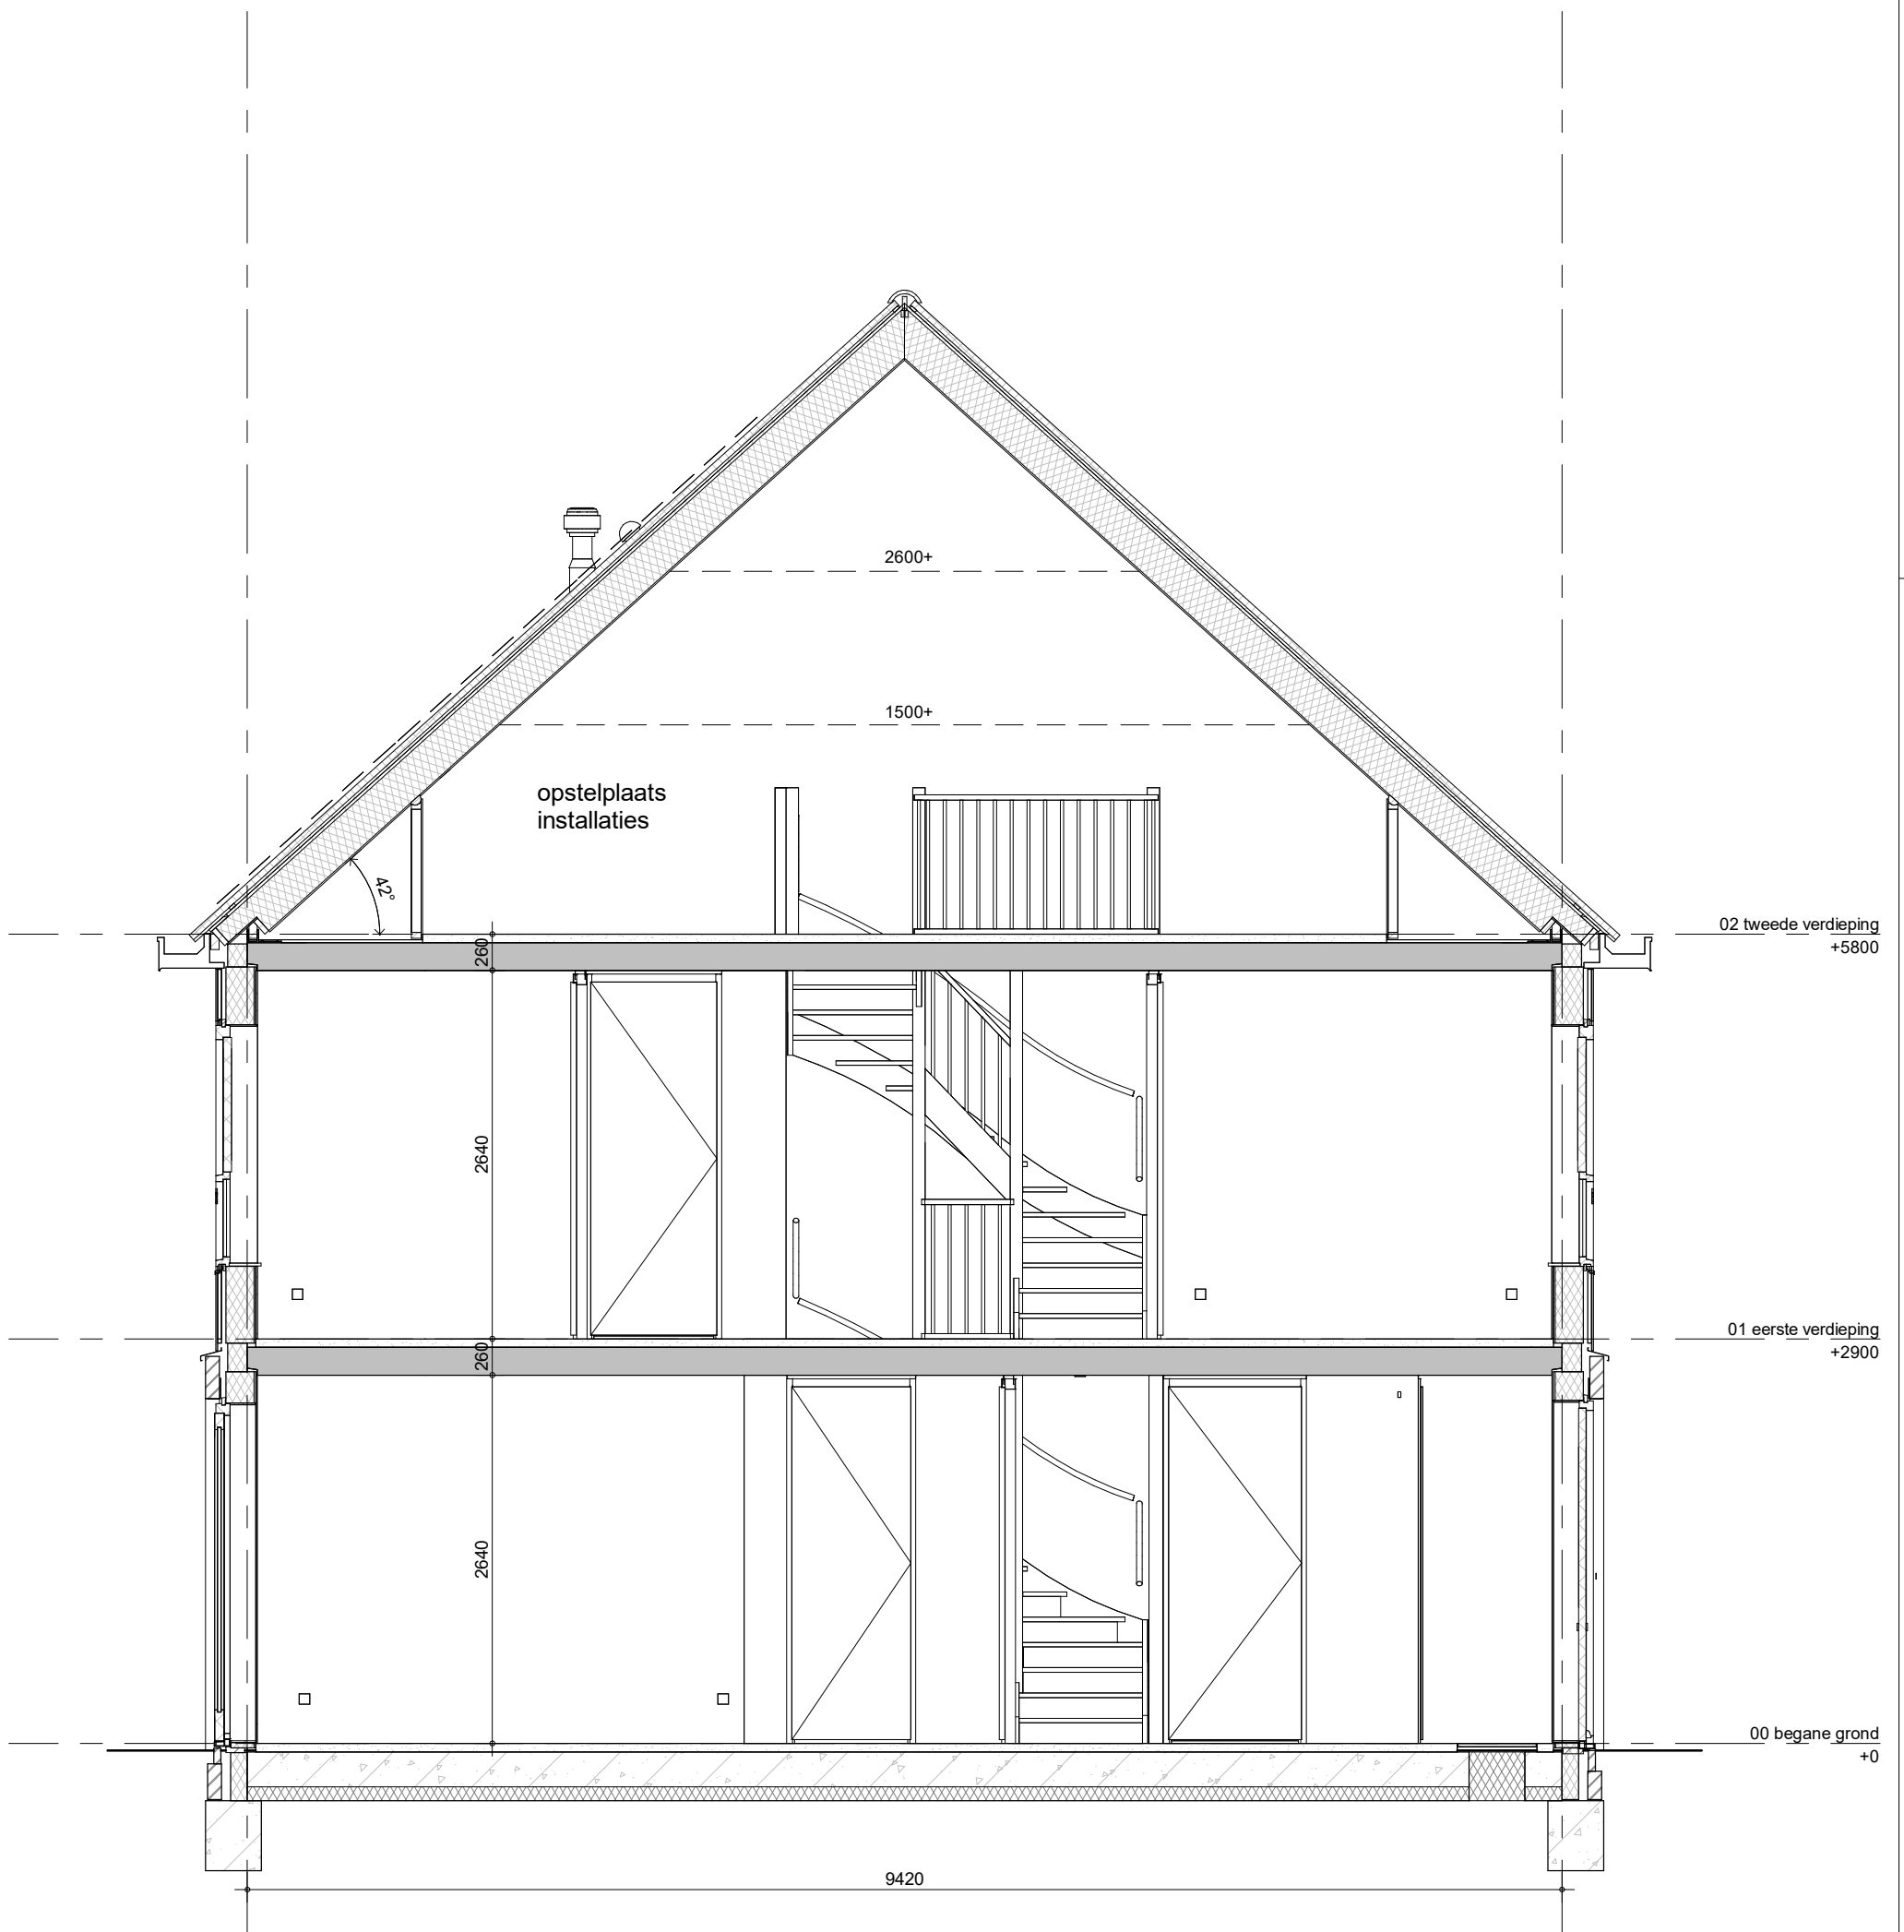 2600+
1500+
opstelplaats
installaties
42°
02 tweede verdieping
+5800
260
2640
01 eerste verdieping
+2900
260
2640
00 begane grond
+0
9420